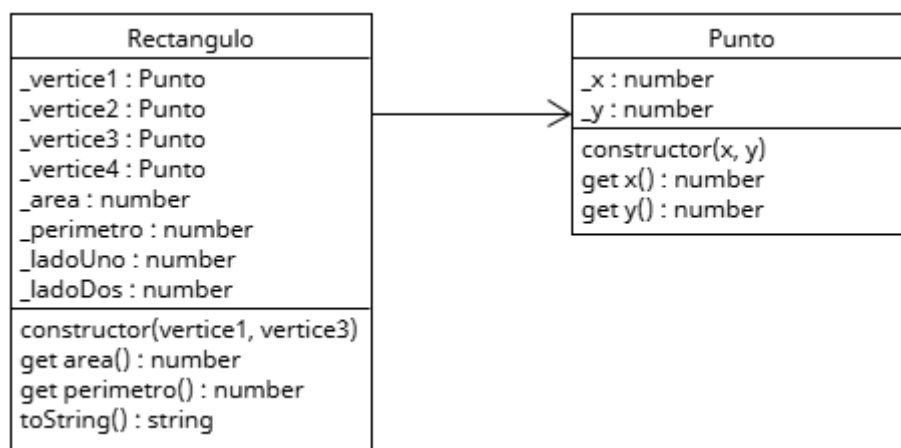 Rectangulo
_vertice1 : Punto
_vertice2 : Punto
_vertice3 : Punto
_vertice4 : Punto
_area : number
_perimetro : number
_ladoUno : number
_ladoDos : number
constructor(vertice1, vertice3)
get area() : number
get perimetro() : number
toString() : string
Punto
_x : number
_y : number
constructor(x, y)
get x() : number
get y() : number